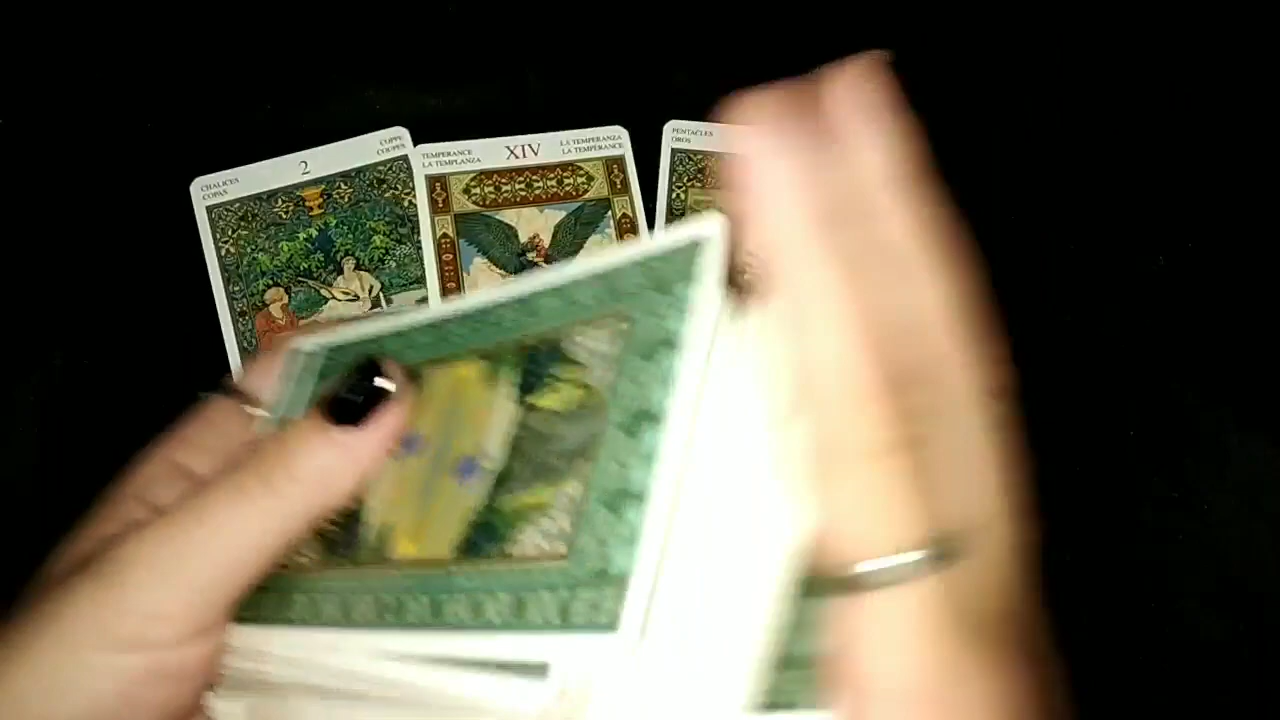 CHALICES
COPAS
2
COPPE
COUPES
TEMPERANCE
LA TEMPLANZA
XIV
LA TEMPERANZA
LA TEMPÉRANCE
PENTACLES
OROS